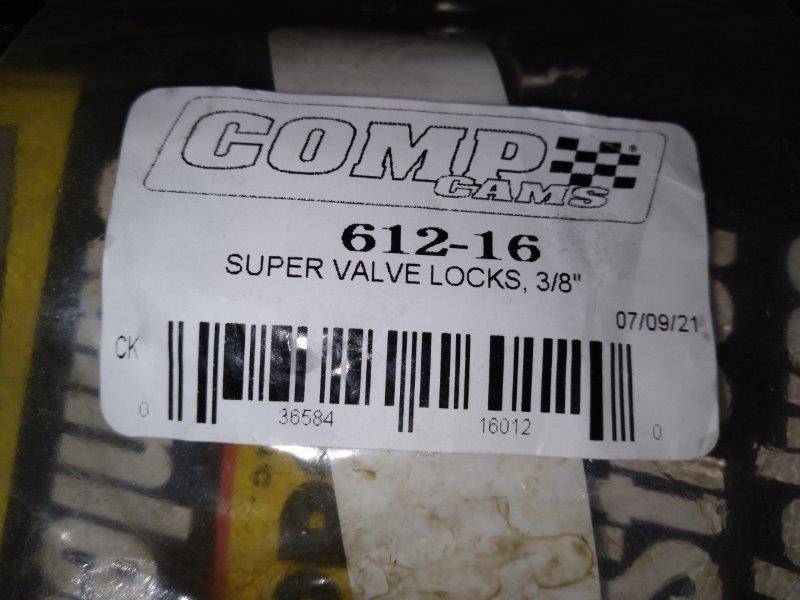 COMP
CAMS
®
612-16
SUPER VALVE LOCKS, 3/8"
07/09/21
CK
0 36584 16012 0